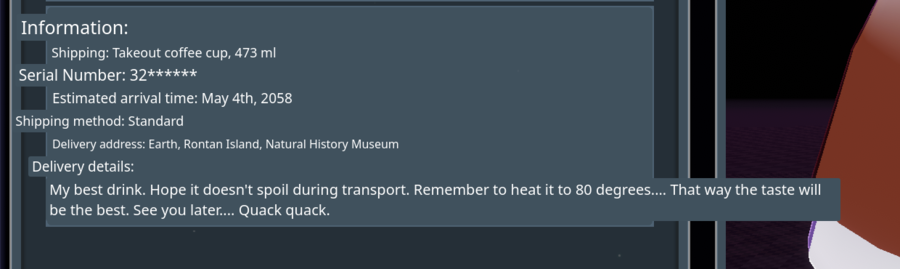 Information:
Shipping: Takeout coffee cup, 473 ml
Serial Number: 32******
Estimated arrival time: May 4th, 2058
Shipping method: Standard
Delivery address: Earth, Rontan Island, Natural History Museum
Delivery details:
My best drink. Hope it doesn't spoil during transport. Remember to heat it to 80 degrees.... That way the taste will
be the best. See you later.... Quack quack.